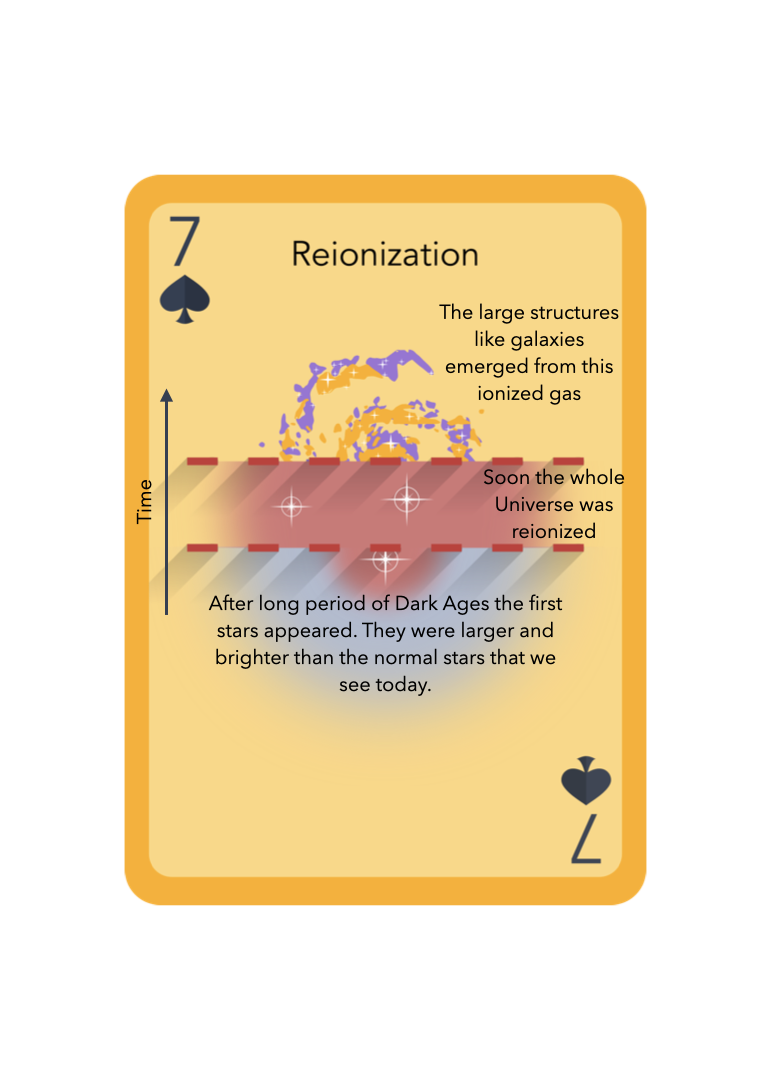 7
Reionization
The large structures
like galaxies
emerged from this
ionized gas
Time
Soon the whole
Universe was
reionized
After long period of Dark Ages the first
stars appeared. They were larger and
brighter than the normal stars that we
see today.
7